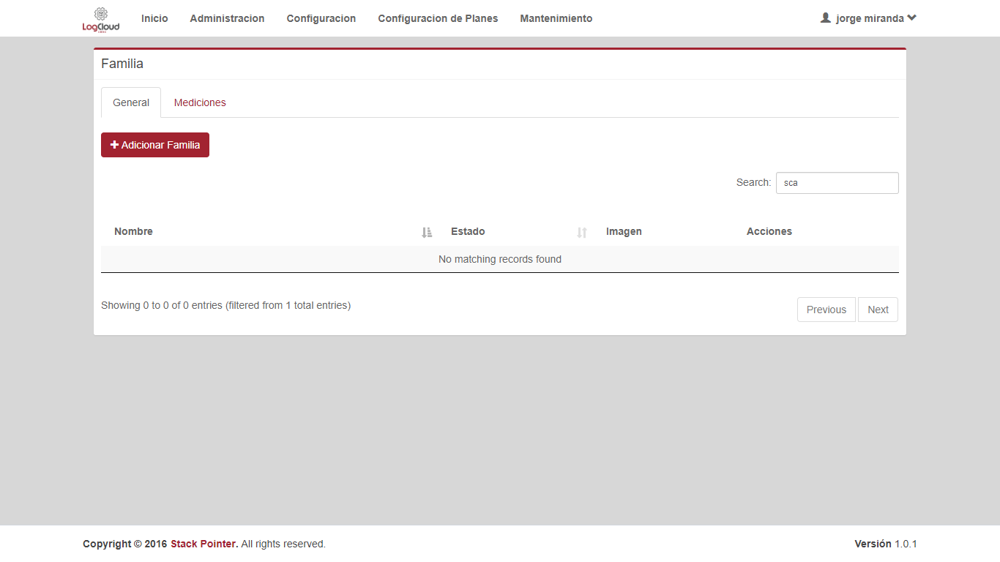 LogCloud
Inicio Administracion Configuracion Configuracion de Planes Mantenimiento jorge miranda
Familia
General Mediciones
Adicionar Familia
Search: sca
Nombre Estado Imagen Acciones
No matching records found
Showing 0 to 0 of 0 entries (filtered from 1 total entries)
Previous Next
Copyright © 2016 Stack Pointer. All rights reserved. Versión 1.0.1